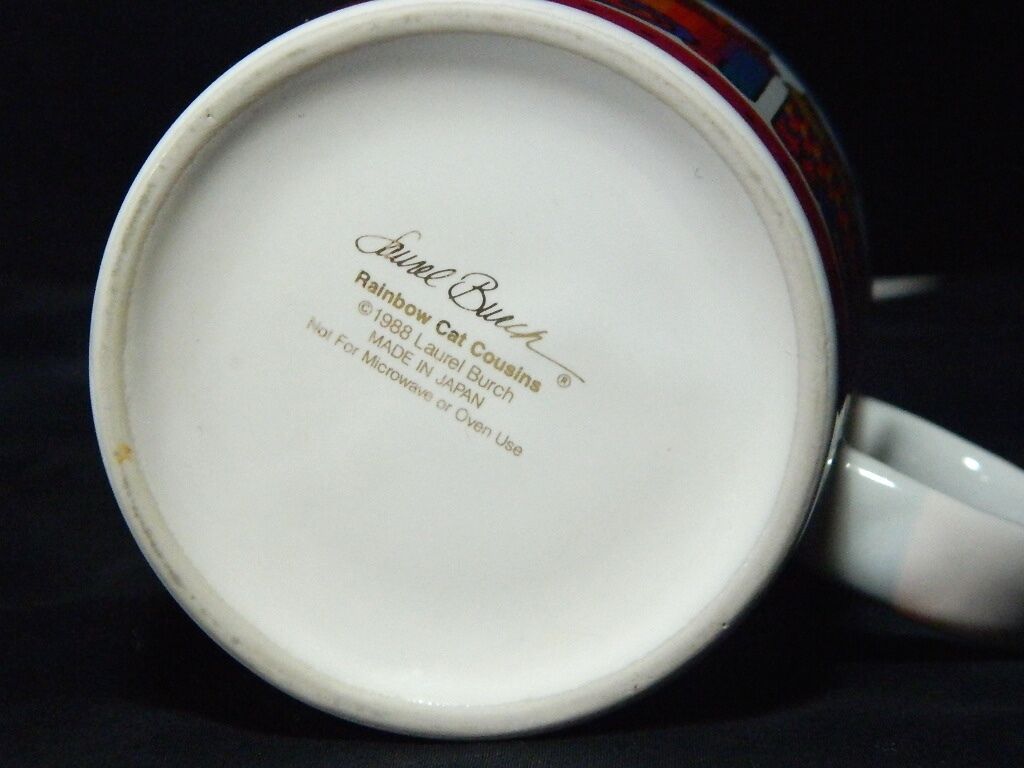 Laurel Burch ®
Rainbow Cat Cousins
©1988 Laurel Burch
MADE IN JAPAN
Not For Microwave or Oven Use